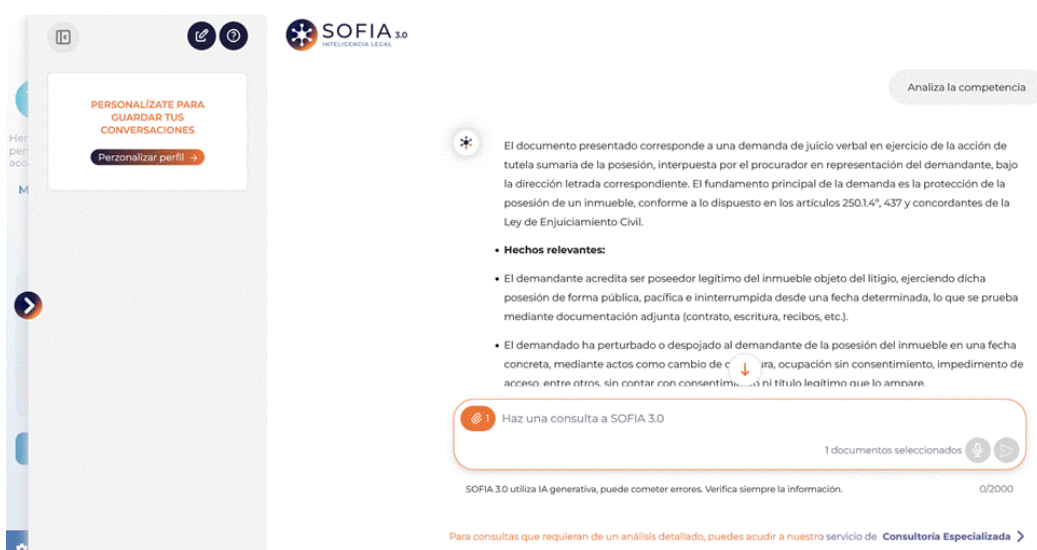 SOFIA 3.0
INTELIGENCIA LEGAL
PERSONALÍZATE PARA
GUARDAR TUS
CONVERSACIONES
Perzonalizar perfil →
Her
per
acc
M
Analiza la competencia
El documento presentado corresponde a una demanda de juicio verbal en ejercicio de la acción de
tutela sumaria de la posesión, interpuesta por el procurador en representación del demandante, bajo
la dirección letrada correspondiente. El fundamento principal de la demanda es la protección de la
posesión de un inmueble, conforme a lo dispuesto en los artículos 250.1.4º, 437 y concordantes de la
Ley de Enjuiciamiento Civil.
• Hechos relevantes:
• El demandante acredita ser poseedor legítimo del inmueble objeto del litigio, ejerciendo dicha
posesión de forma pública, pacífica e ininterrumpida desde una fecha determinada, lo que se prueba
mediante documentación adjunta (contrato, escritura, recibos, etc.).
• El demandado ha perturbado o despojado al demandante de la posesión del inmueble en una fecha
concreta, mediante actos como cambio de ra, ocupación sin consentimiento, impedimento de
acceso, entre otros, sin contar con ni título legítimo que lo ampare.
1 Haz una consulta a SOFIA 3.0
1 documentos seleccionados
SOFIA 3.0 utiliza IA generativa, puede cometer errores. Verifica siempre la información. 0/2000
Para consultas que requieran de un análisis detallado, puedes acudir a nuestro servicio de Consultoría Especializada